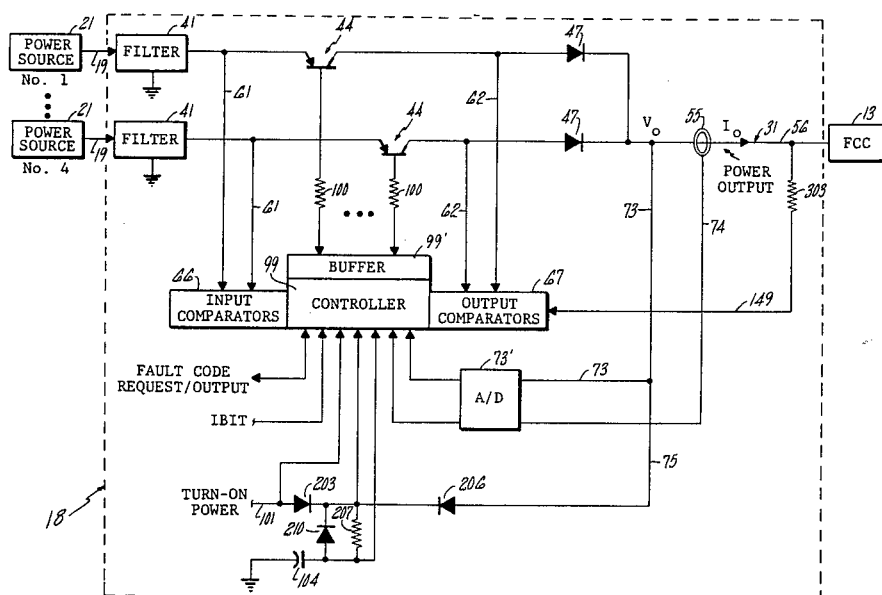 POWER SOURCE
21
No. 1
19
FILTER
41
44
61
62
47
POWER SOURCE
21
No. 4
19
FILTER
41
44
61
62
47
Vo
55
Io
31
56
POWER OUTPUT
13
FCC
303
73
74
100
100
99'
BUFFER
99
CONTROLLER
66
INPUT COMPARATORS
67
OUTPUT COMPARATORS
149
FAULT CODE REQUEST/OUTPUT
IBIT
73'
A/D
73
75
TURN-ON POWER
101
203
206
210
207
104
18